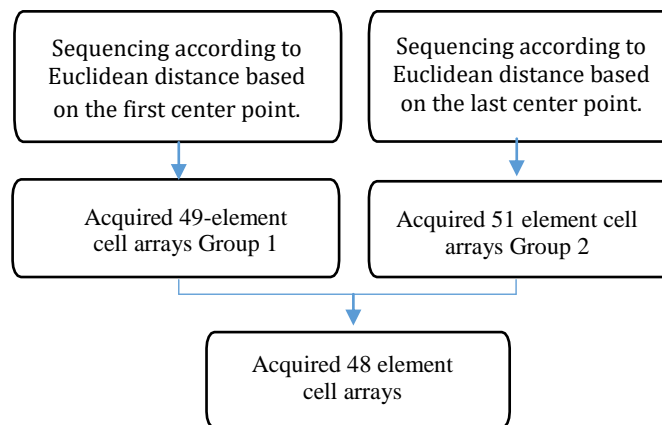 Sequencing according to
Euclidean distance based
on the first center point.
Sequencing according to
Euclidean distance based
on the last center point.
Acquired 49-element
cell arrays Group 1
Acquired 51 element cell
arrays Group 2
Acquired 48 element
cell arrays